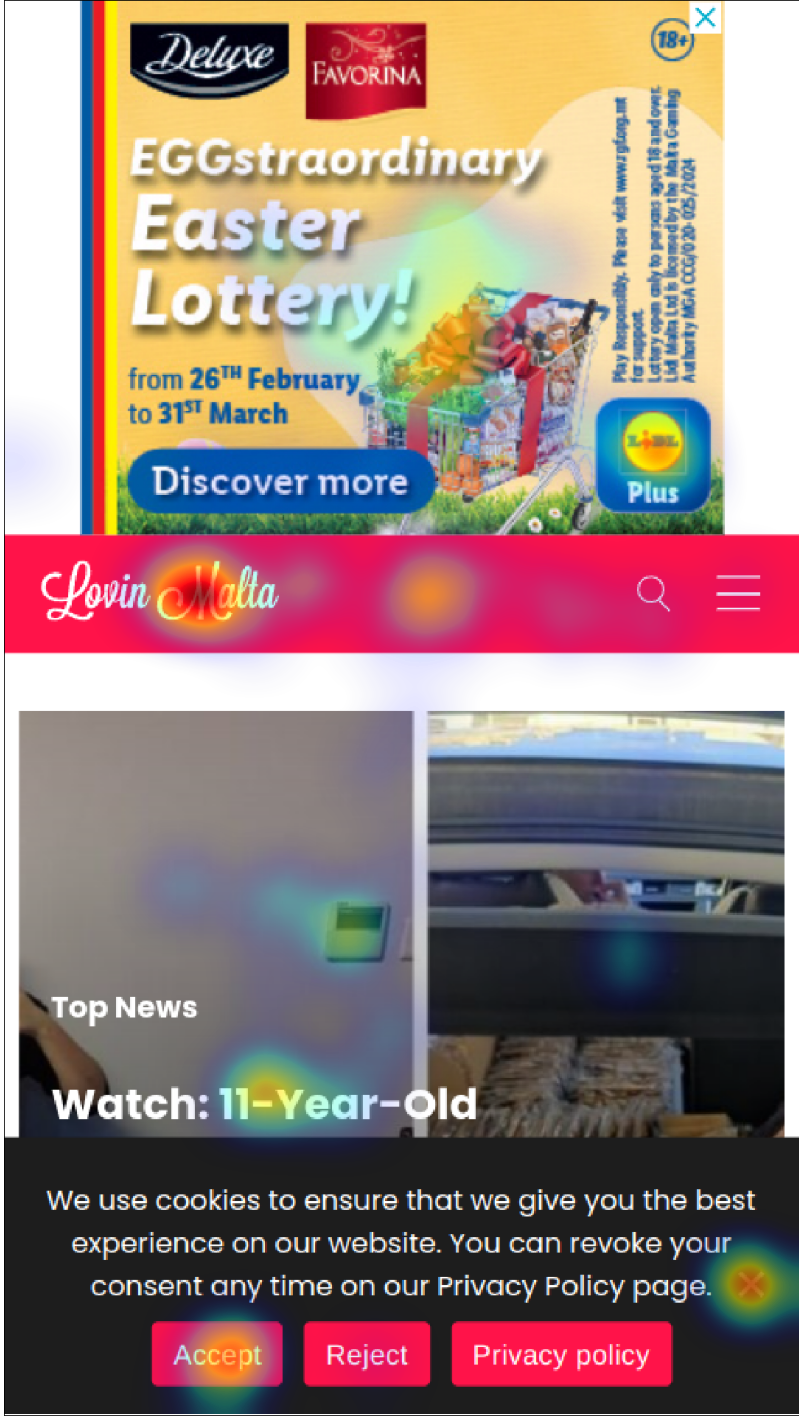 Deluxe
FAVORINA
18+
EGGstraordinary
Easter
Lottery!
from 26TH February
to 31ST March
Discover more
Play Responsibly. Please visit www.rgf.org.mt
for support.
Lottery open only to persons aged 18 and over.
Lidl Malta Ltd is licensed by the Malta Gaming
Authority MGA CCG/020-025/2024
LIDL
Plus
Lovin Malta
Top News
Watch: 11-Year-Old
We use cookies to ensure that we give you the best
experience on our website. You can revoke your
consent any time on our Privacy Policy page.
Accept
Reject
Privacy policy